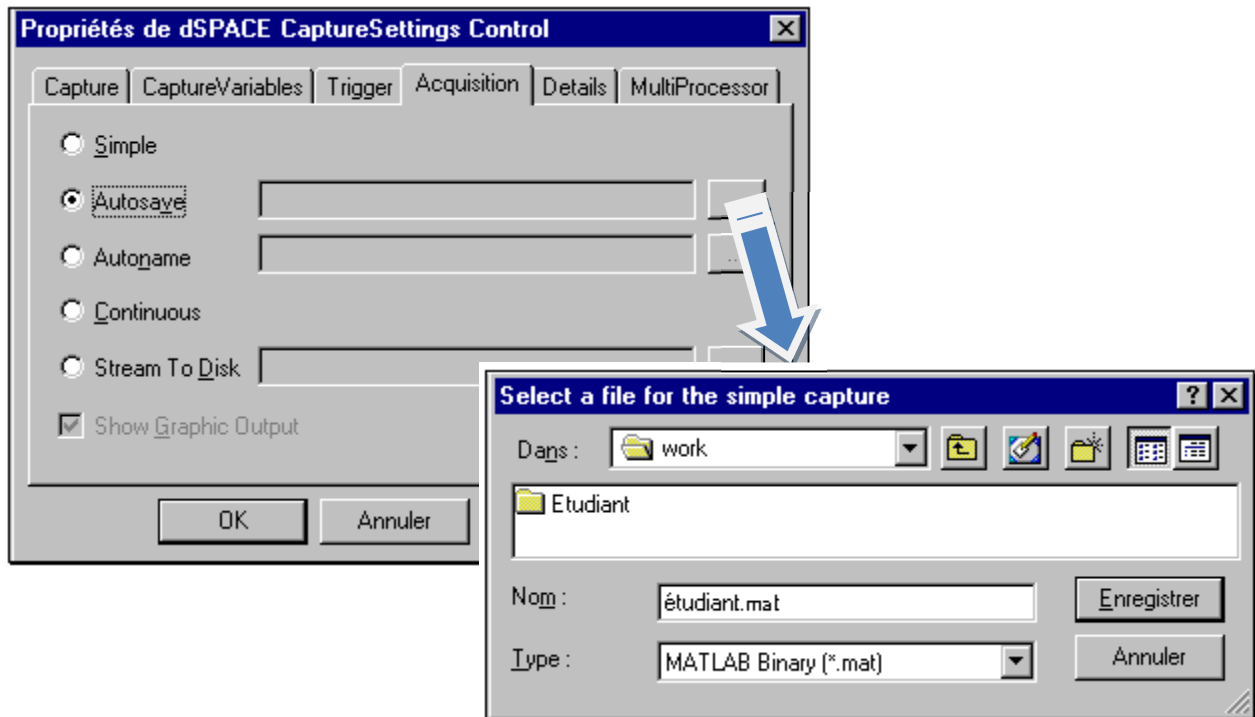 Propriétés de dSPACE CaptureSettings Control
Capture CaptureVariables Trigger Acquisition Details MultiProcessor
Simple
Autosave
Autoname ...
Continuous
Stream To Disk
Show Graphic Output
OK Annuler
Select a file for the simple capture
Dans : work
Etudiant
Nom : étudiant.mat Enregistrer
Type : MATLAB Binary (*.mat) Annuler